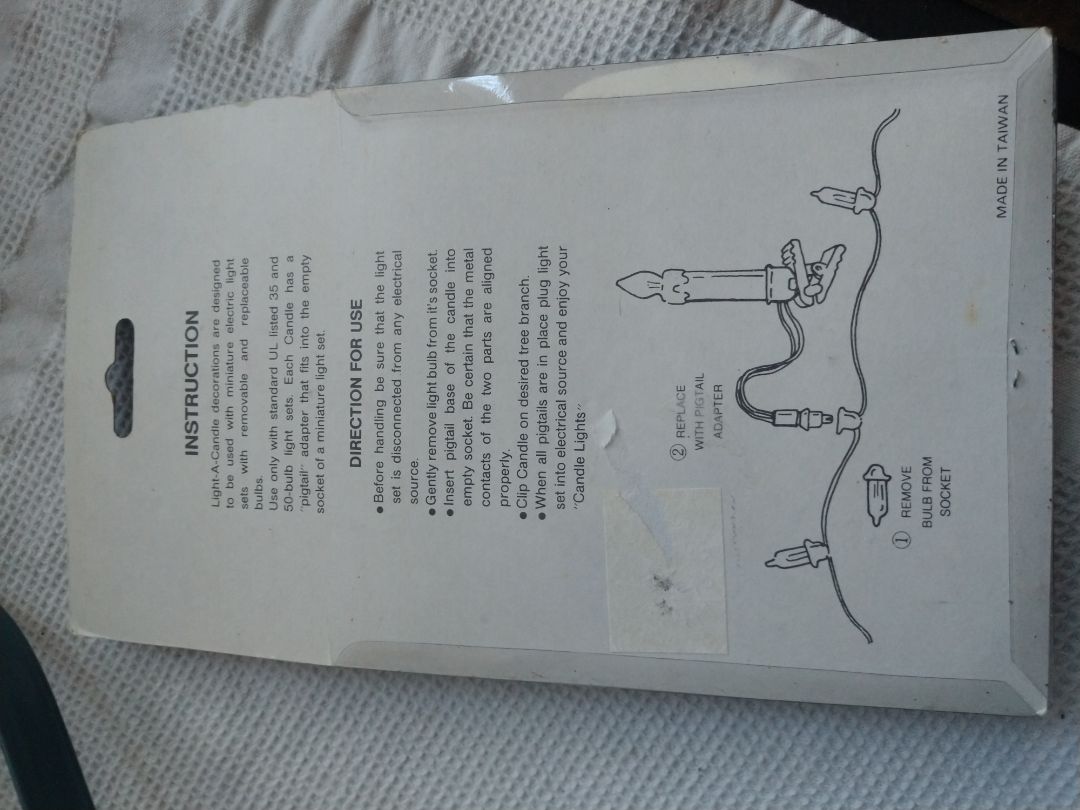 INSTRUCTION
Light-A-Candle decorations are designed
to be used with miniature electric light
sets with removable and replaceable
bulbs.
Use only with standard UL listed 35 and
50-bulb light sets. Each Candle has a
"pigtail" adapter that fits into the empty
socket of a miniature light set.
DIRECTION FOR USE
● Before handling be sure that the light
set is disconnected from any electrical
source.
● Gently remove light bulb from it's socket.
● Insert pigtail base of the candle into
empty socket. Be certain that the metal
contacts of the two parts are aligned
properly.
● Clip Candle on desired tree branch.
● When all pigtails are in place plug light
set into electrical source and enjoy your
"Candle Lights"
② REPLACE
WITH PIGTAIL
ADAPTER
① REMOVE
BULB FROM
SOCKET
MADE IN TAIWAN